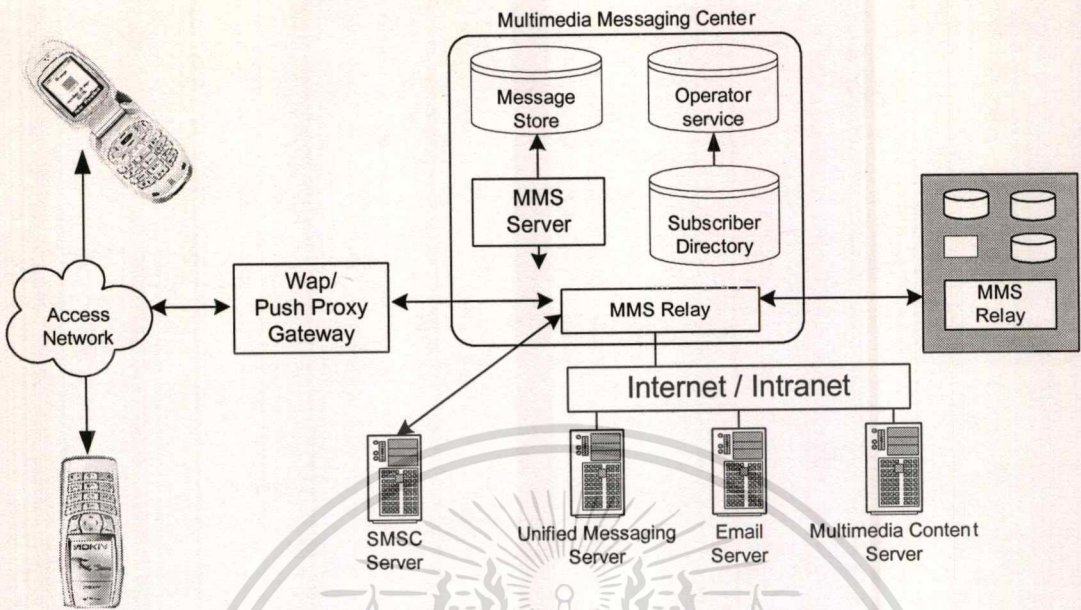 Multimedia Messaging Center
Message
Store
Operator
service
MMS
Server
Subscriber
Directory
Access
Network
Wap/
Push Proxy
Gateway
MMS Relay
MMS
Relay
Internet / Intranet
SMSC
Server
Unified Messaging
Server
Email
Server
Multimedia Content
Server
NOKIA